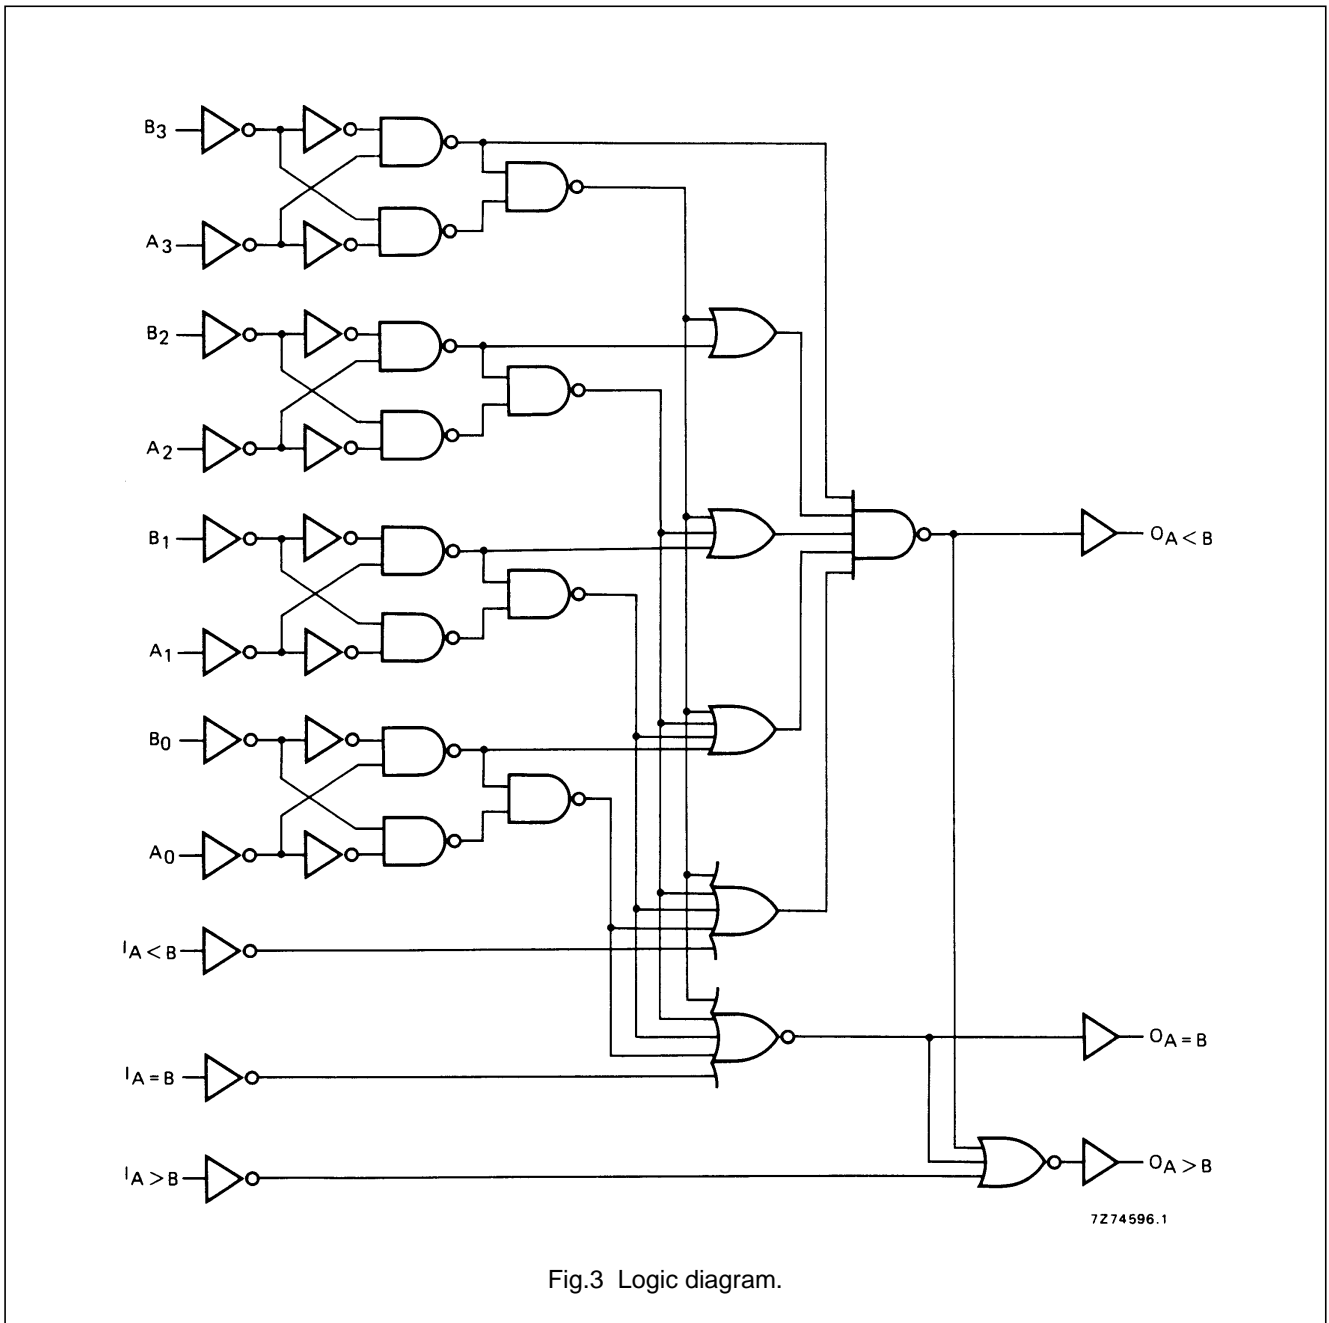 B3
A3
B2
A2
B1
A1
B0
A0
IA<B
IA=B
IA>B
OA<B
OA=B
OA>B
7Z74596.1
Fig.3 Logic diagram.